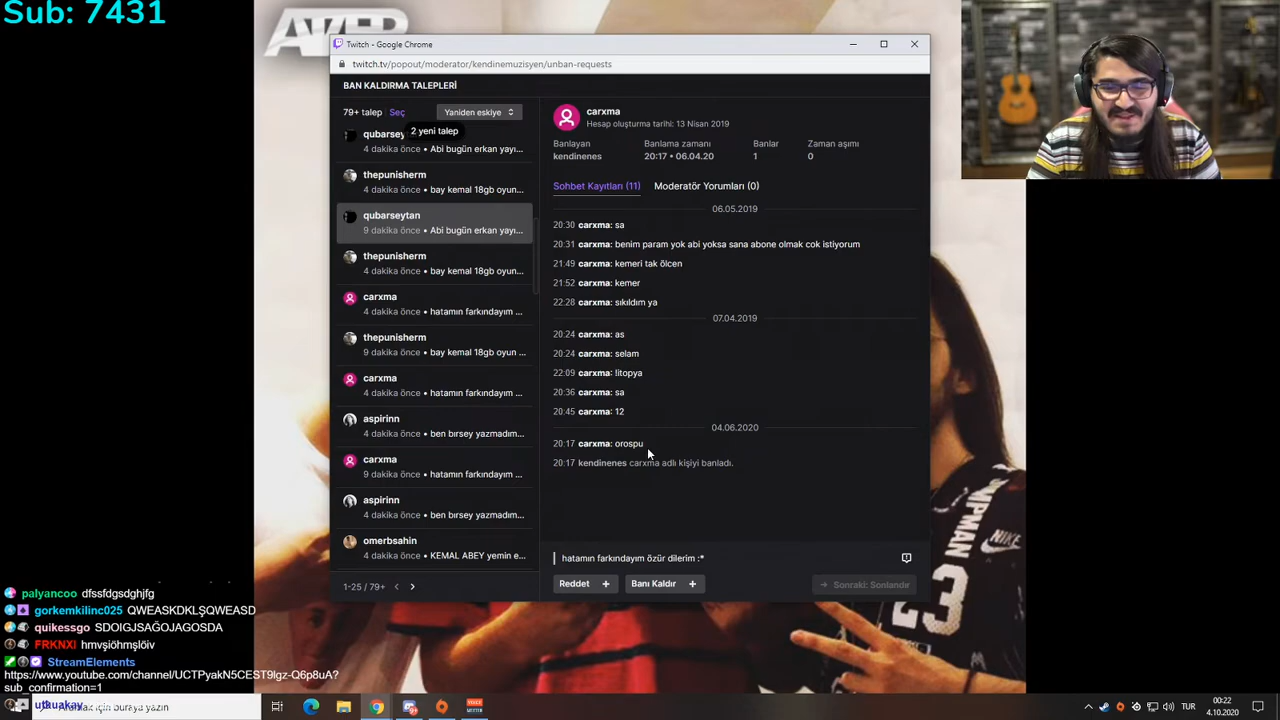 Sub: 7431
Twitch - Google Chrome
twitch.tv/popout/moderator/kendinemuzisyen/unban-requests
BAN KALDIRMA TALEPLERİ
79+ talep Seç Yaniden eskiye
2 yeni talep
qubarsey
4 dakika önce • Abi bugün erkan yayı...
thepunisherm
4 dakika önce • bay kemal 18gb oyun...
qubarseytan
9 dakika önce • Abi bugün erkan yayı...
thepunisherm
4 dakika önce • bay kemal 18gb oyun...
carxma
4 dakika önce • hatamın farkındayım ...
thepunisherm
9 dakika önce • bay kemal 18gb oyun ...
carxma
4 dakika önce • hatamın farkındayım ...
aspirinn
4 dakika önce • ben bırsey yazmadım...
carxma
9 dakika önce • hatamın farkındayım ...
aspirinn
4 dakika önce • ben bırsey yazmadım...
omerbsahin
4 dakika önce • KEMAL ABEY yemin e...
1-25 / 79+
carxma
Hesap oluşturma tarihi: 13 Nisan 2019
Banlayan Banlama zamanı Banlar Zaman aşımı
kendinenes 20:17 • 06.04.20 1 0
Sohbet Kayıtları (11) Moderatör Yorumları (0)
06.05.2019
20:30 carxma: sa
20:31 carxma: benim param yok abi yoksa sana abone olmak cok istiyorum
21:49 carxma: kemeri tak ölcen
21:52 carxma: kemer
22:28 carxma: sıkıldım ya
07.04.2019
20:24 carxma: as
20:24 carxma: selam
22:09 carxma: !itopya
20:36 carxma: sa
20:45 carxma: 12
04.06.2020
20:17 carxma: orospu
20:17 kendinenes carxma adlı kişiyi banladı.
hatamın farkındayım özür dilerim :*
Reddet + Banı Kaldır + → Sonraki: Sonlandır
palyancoo dfssfdgsdghjfg
gorkemkilinc025 QWEASKDKLŞQWEASD
quikessgo SDOIGJSAĞOJAGOSDA
FRKNXI hmvşiöhmşlöiv
StreamElements
https://www.youtube.com/channel/UCTPyakN5CEST9lgz-Q6p8uA?
sub_confirmation=1
utkuakay
Aramak için buraya yazın
CHAPMAN
03
TUR
00:22
4.10.2020